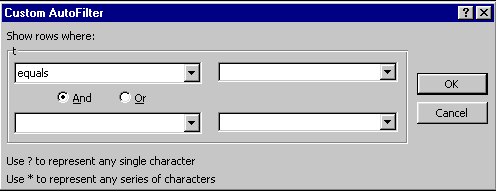 Custom AutoFilter
Show rows where:
t
equals
And Or
OK
Cancel
Use ? to represent any single character
Use * to represent any series of characters